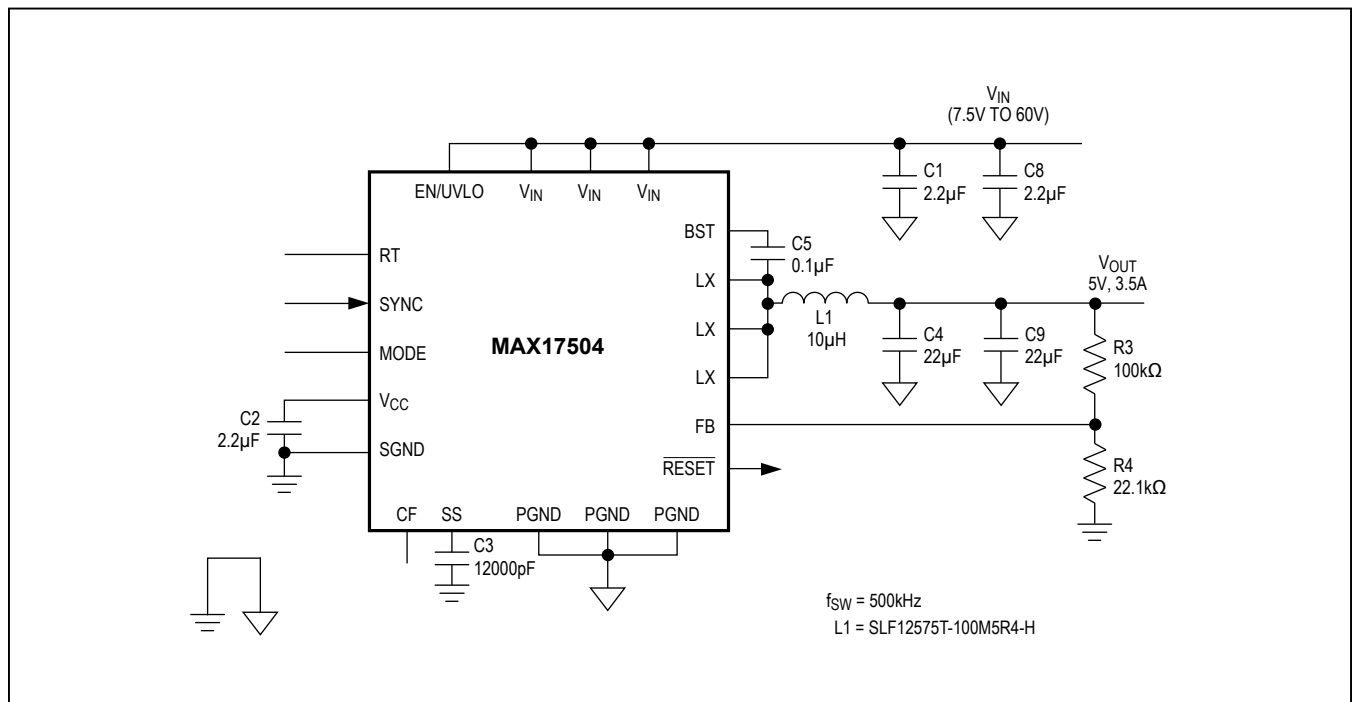 VIN
(7.5V TO 60V)
C1
2.2µF
C8
2.2µF
EN/UVLO
VIN
VIN
VIN
RT
SYNC
MODE
VCC
SGND
C2
2.2µF
MAX17504
BST
LX
LX
LX
FB
RESET
C5
0.1µF
L1
10µH
C4
22µF
C9
22µF
VOUT
5V, 3.5A
R3
100kΩ
R4
22.1kΩ
CF
SS
PGND
PGND
PGND
C3
12000pF
fSW = 500kHz
L1 = SLF12575T-100M5R4-H